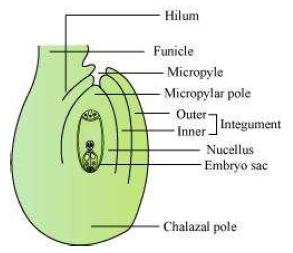 Hilum
Funicle
Micropyle
Micropylar pole
Outer
Inner
Integument
Nucellus
Embryo sac
Chalazal pole